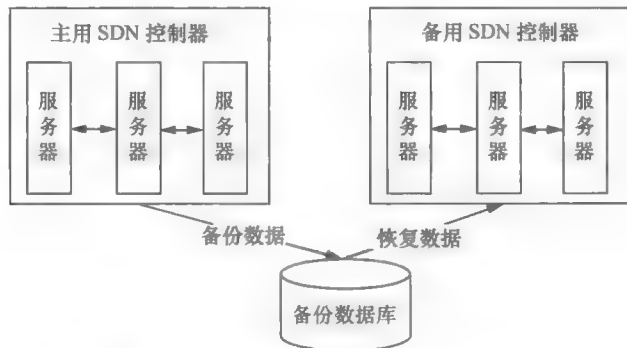 主用 SDN 控制器
备用 SDN 控制器
服务器
服务器
服务器
服务器
服务器
服务器
备份数据
恢复数据
备份数据库